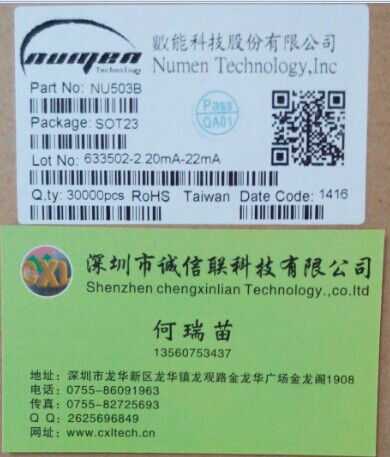 numen
Technology
數能科技股份有限公司
Numen Technology,Inc
Part No: NU503B
Package: SOT23
Pass
QA01
Lot No: 633502-2 20mA-22mA
Q,ty: 30000pcs RoHS Taiwan Date Code: 1416
CXL
深圳市诚信联科技有限公司
Shenzhen chengxinlian Technology.,co.ltd
何瑞苗
13560753437
地址: 深圳市龙华新区龙华镇龙观路金龙华广场金龙阁1908
电话: 0755-86091963
传真: 0755-82725693
Q Q: 2625696849
网址: www.cxltech.cn